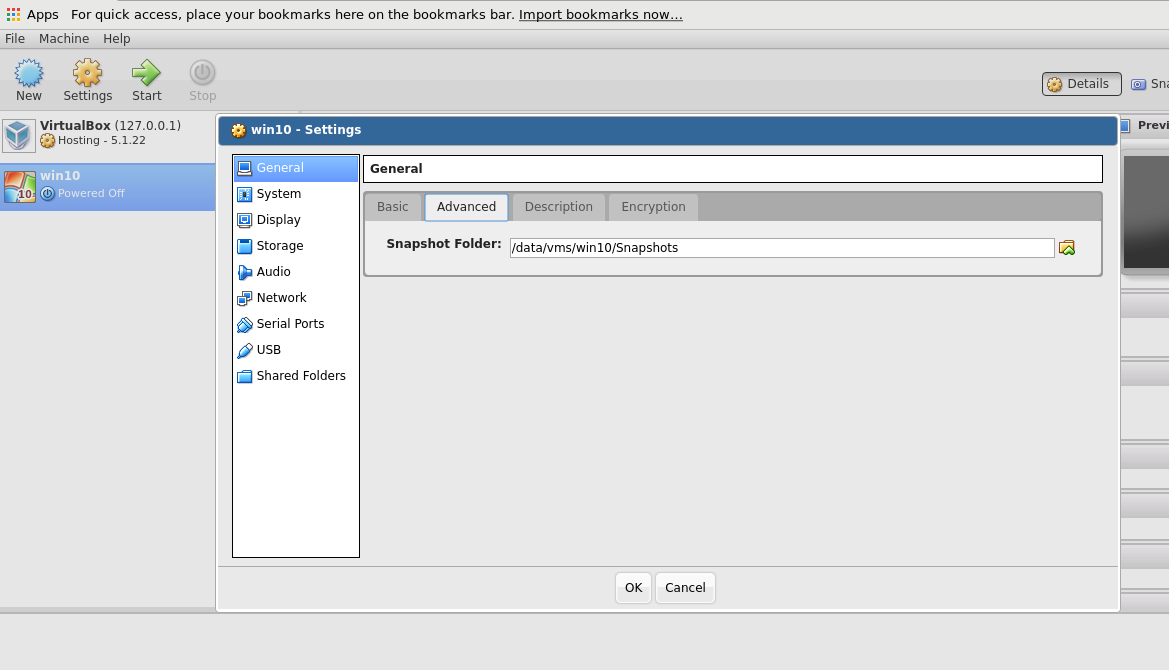 Apps For quick access, place your bookmarks here on the bookmarks bar. Import bookmarks now...
File Machine Help
New Settings Start Stop
Details Sna
VirtualBox (127.0.0.1)
Hosting - 5.1.22
win10
10
Powered Off
win10 - Settings
Previ
General
System
Display
Storage
Audio
Network
Serial Ports
USB
Shared Folders
General
Basic Advanced Description Encryption
Snapshot Folder: /data/vms/win10/Snapshots
OK Cancel